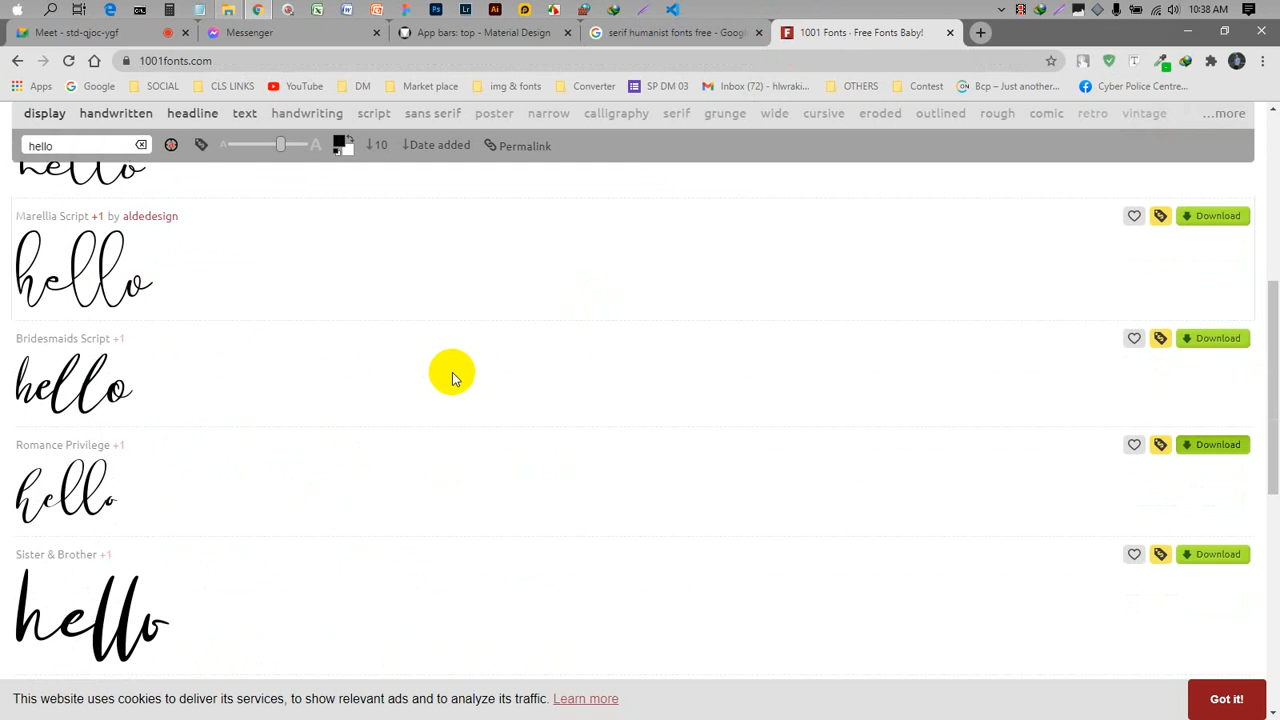 10:38 AM
Meet - std-qjoc-ygf
Messenger
App bars: top - Material Design
serif humanist fonts free - Googl
1001 Fonts · Free Fonts Baby!
1001fonts.com
Apps
Google
SOCIAL
CLS LINKS
YouTube
DM
Market place
img & fonts
Converter
SP DM 03
Inbox (72) - hlwraki...
OTHERS
Contest
Bcp – Just another...
Cyber Police Centre...
display handwritten headline text handwriting script sans serif poster narrow calligraphy serif grunge wide cursive eroded outlined rough comic retro vintage ...more
hello
A
A
10
Date added
Permalink
hello
Marellia Script +1 by aldedesign
Download
hello
Bridesmaids Script +1
Download
hello
Romance Privilege +1
Download
hello
Sister & Brother +1
Download
hello
This website uses cookies to deliver its services, to show relevant ads and to analyze its traffic. Learn more
Got it!